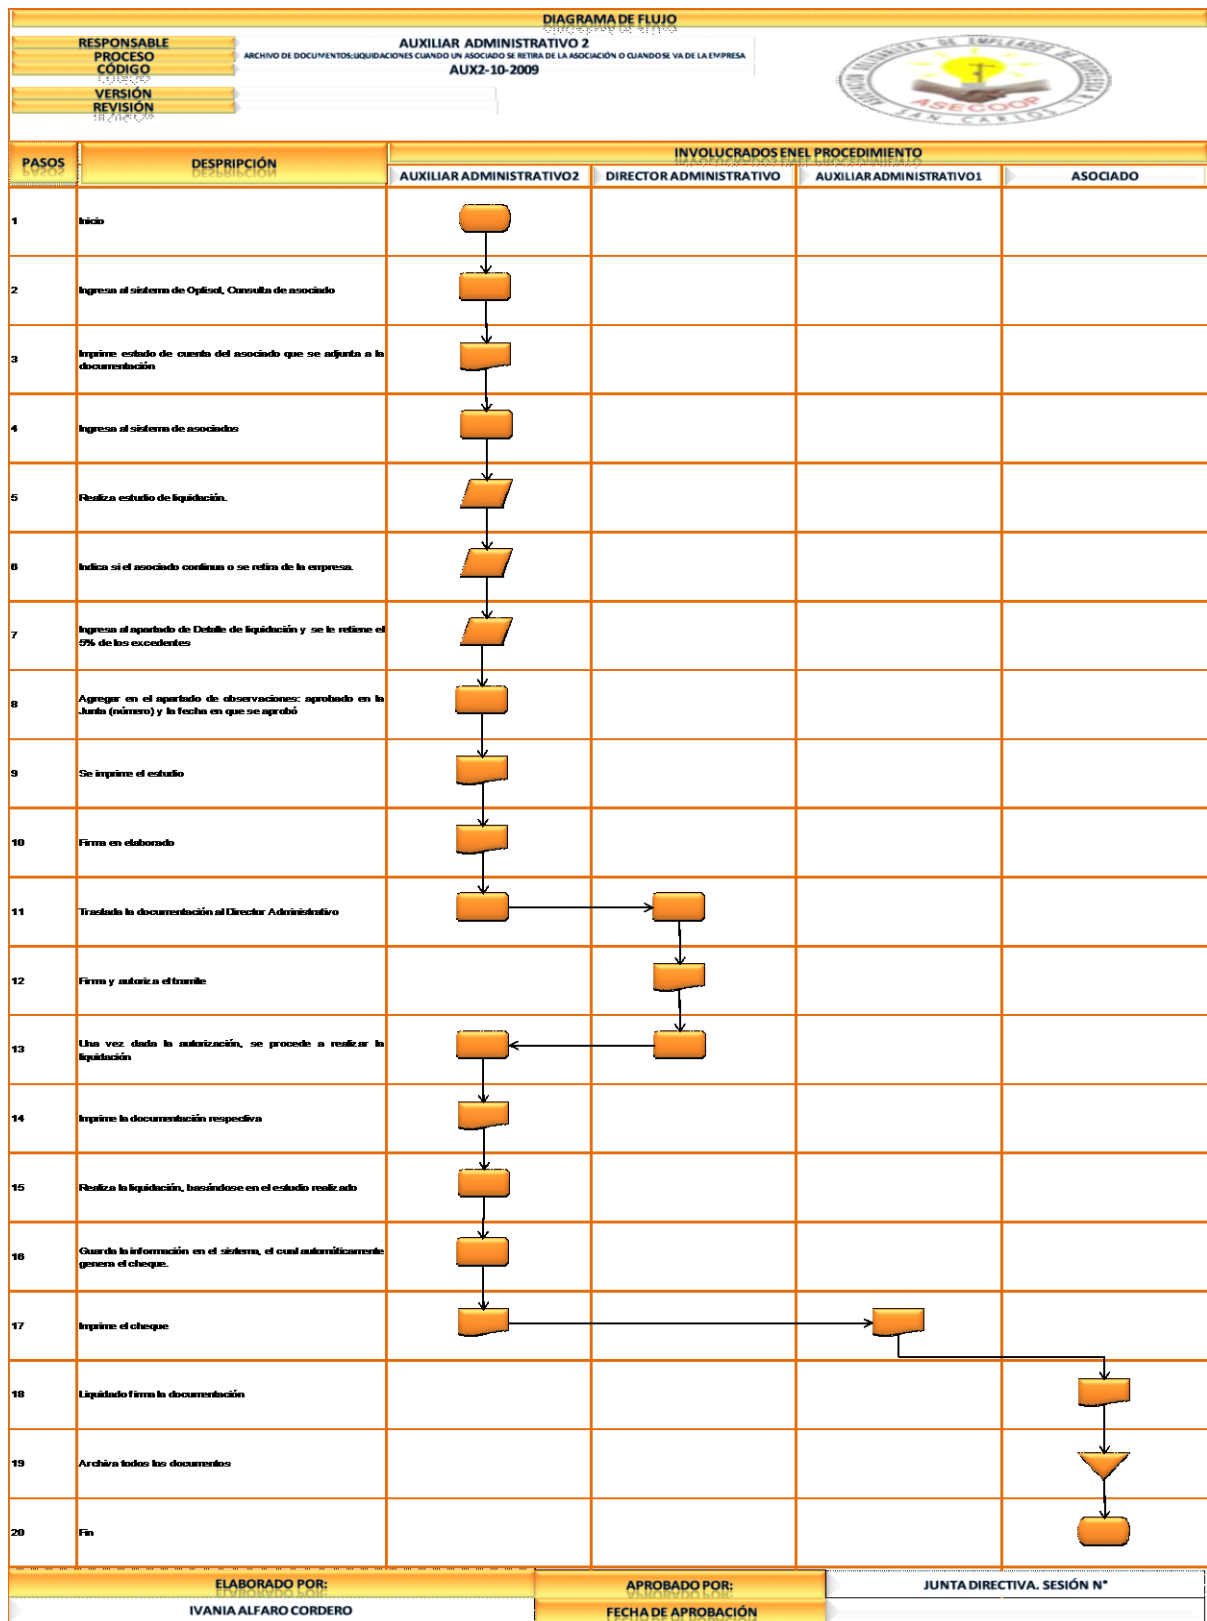 DIAGRAMA DE FLUJO
RESPONSABLE
AUXILIAR ADMINISTRATIVO 2
PROCESO
ARCHIVO DE DOCUMENTOS:LIQUIDACIONES CUANDO UN ASOCIADO SE RETIRA DE LA ASOCIACIÓN O CUANDO SE VA DE LA EMPRESA
CÓDIGO
AUX2-10-2009
VERSIÓN
REVISIÓN
ASOCIACIÓN SOLIDARISTA DE EMPLEADOS DE R.L.
ASECOOP
SAN CARLOS
PASOS
DESPRIPCIÓN
INVOLUCRADOS EN EL PROCEDIMIENTO
AUXILIAR ADMINISTRATIVO2
DIRECTOR ADMINISTRATIVO
AUXILIAR ADMINISTRATIVO1
ASOCIADO
1
Inicio
2
Ingresa al sistema de Optisol, Consulta de asociado
3
Imprime estado de cuenta del asociado que se adjunta a la
documentación
4
Ingresa al sistema de asociados
5
Realiza estudio de liquidación.
6
Indica si el asociado continua o se retira de la empresa.
7
Ingresa al apartado de Detalle de liquidación y se le retiene el
5% de los excedentes
8
Agregar en el apartado de observaciones: aprobado en la
Junta (número) y la fecha en que se aprobó
9
Se imprime el estudio
10
Firma en elaborado
11
Traslada la documentación al Director Administrativo
12
Firma y autoriza el tramite
13
Una vez dada la autorización, se procede a realizar la
liquidación
14
Imprime la documentación respectiva
15
Realiza la liquidación, basándose en el estudio realizado
16
Guarda la información en el sistema, el cual automáticamente
genera el cheque.
17
Imprime el cheque
18
Liquidado firma la documentación
19
Archiva todos los documentos
20
Fin
ELABORADO POR:
APROBADO POR:
JUNTA DIRECTIVA. SESIÓN N°
IVANIA ALFARO CORDERO
FECHA DE APROBACIÓN